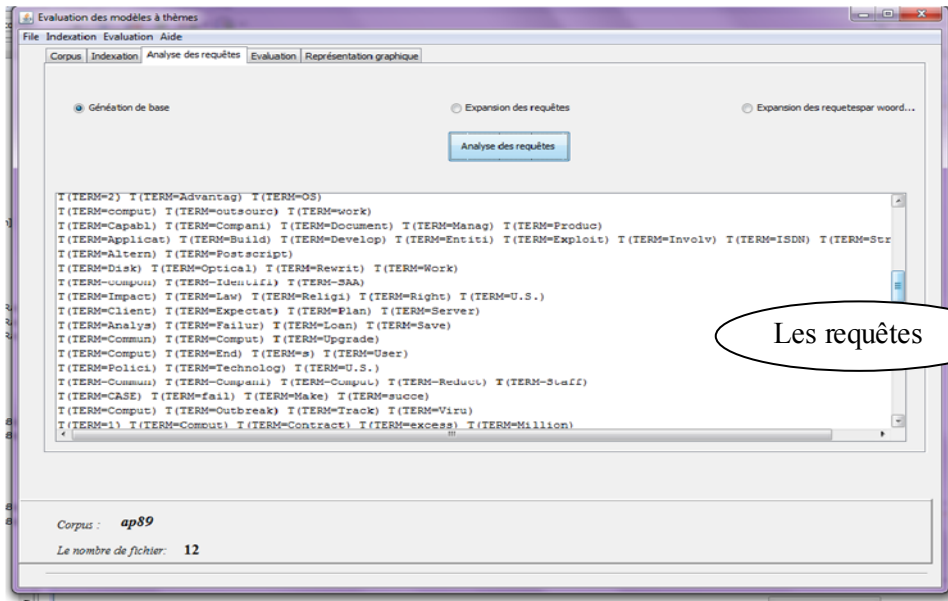 Evaluation des modèles à thèmes
File Indexation Evaluation Aide
Corpus Indexation Analyse des requêtes Evaluation Représentation graphique
Généation de base Expansion des requêtes Expansion des requetespar woord...
Analyse des requêtes
T(TERM=2) T(TERM=Advantag) T(TERM=OS)
T(TERM=comput) T(TERM=outsourc) T(TERM=work)
T(TERM=Capabl) T(TERM=Compani) T(TERM=Document) T(TERM=Manag) T(TERM=Produc)
T(TERM=Applicat) T(TERM=Build) T(TERM=Develop) T(TERM=Entiti) T(TERM=Exploit) T(TERM=Involv) T(TERM=ISDN) T(TERM=Str
T(TERM=Altern) T(TERM=Postscript)
T(TERM=Disk) T(TERM=Optical) T(TERM=Rewrit) T(TERM=Work)
T(TERM=compon) T(TERM=Identifi) T(TERM=SAA)
T(TERM=Impact) T(TERM=Law) T(TERM=Religi) T(TERM=Right) T(TERM=U.S.)
T(TERM=Client) T(TERM=Expectat) T(TERM=Plan) T(TERM=Server)
T(TERM=Analys) T(TERM=Failur) T(TERM=Loan) T(TERM=Save)
T(TERM=Commun) T(TERM=Comput) T(TERM=Upgrade)
Les requêtes
T(TERM=Comput) T(TERM=End) T(TERM=s) T(TERM=User)
T(TERM=Polici) T(TERM=Technolog) T(TERM=U.S.)
T(TERM=Commun) T(TERM=Compani) T(TERM=Comput) T(TERM=Reduct) T(TERM=Staff)
T(TERM=CASE) T(TERM=fail) T(TERM=Make) T(TERM=succe)
T(TERM=Comput) T(TERM=Outbreak) T(TERM=Track) T(TERM=Viru)
T(TERM=1) T(TERM=Comput) T(TERM=Contract) T(TERM=excess) T(TERM=Million)
Corpus : ap89
Le nombre de fichier: 12